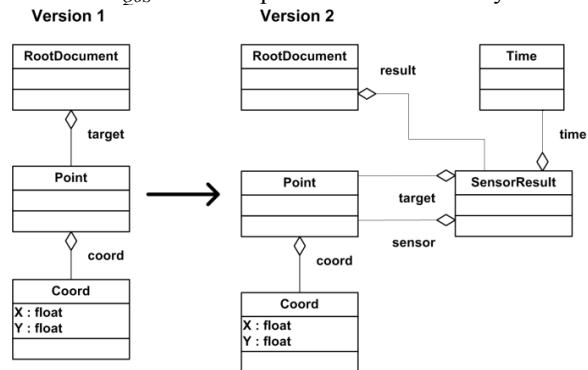 Version 1
RootDocument
target
Point
coord
Coord
X : float
Y : float
Version 2
RootDocument
result
Time
time
Point
SensorResult
target
sensor
coord
Coord
X : float
Y : float